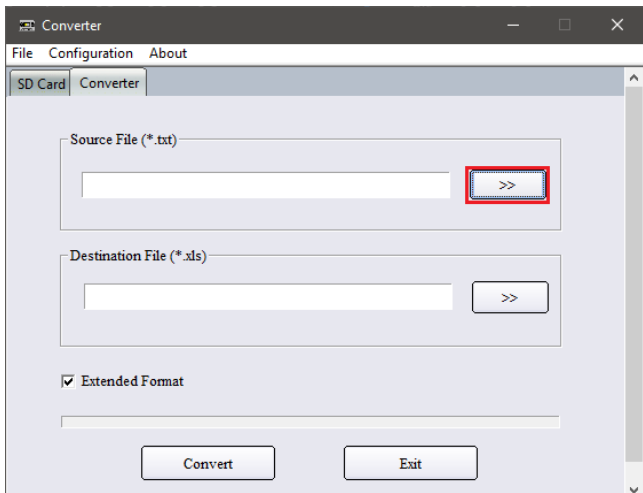 Converter
File Configuration About
SD Card Converter
Source File (*.txt)
>>
Destination File (*.xls)
>>
Extended Format
Convert Exit